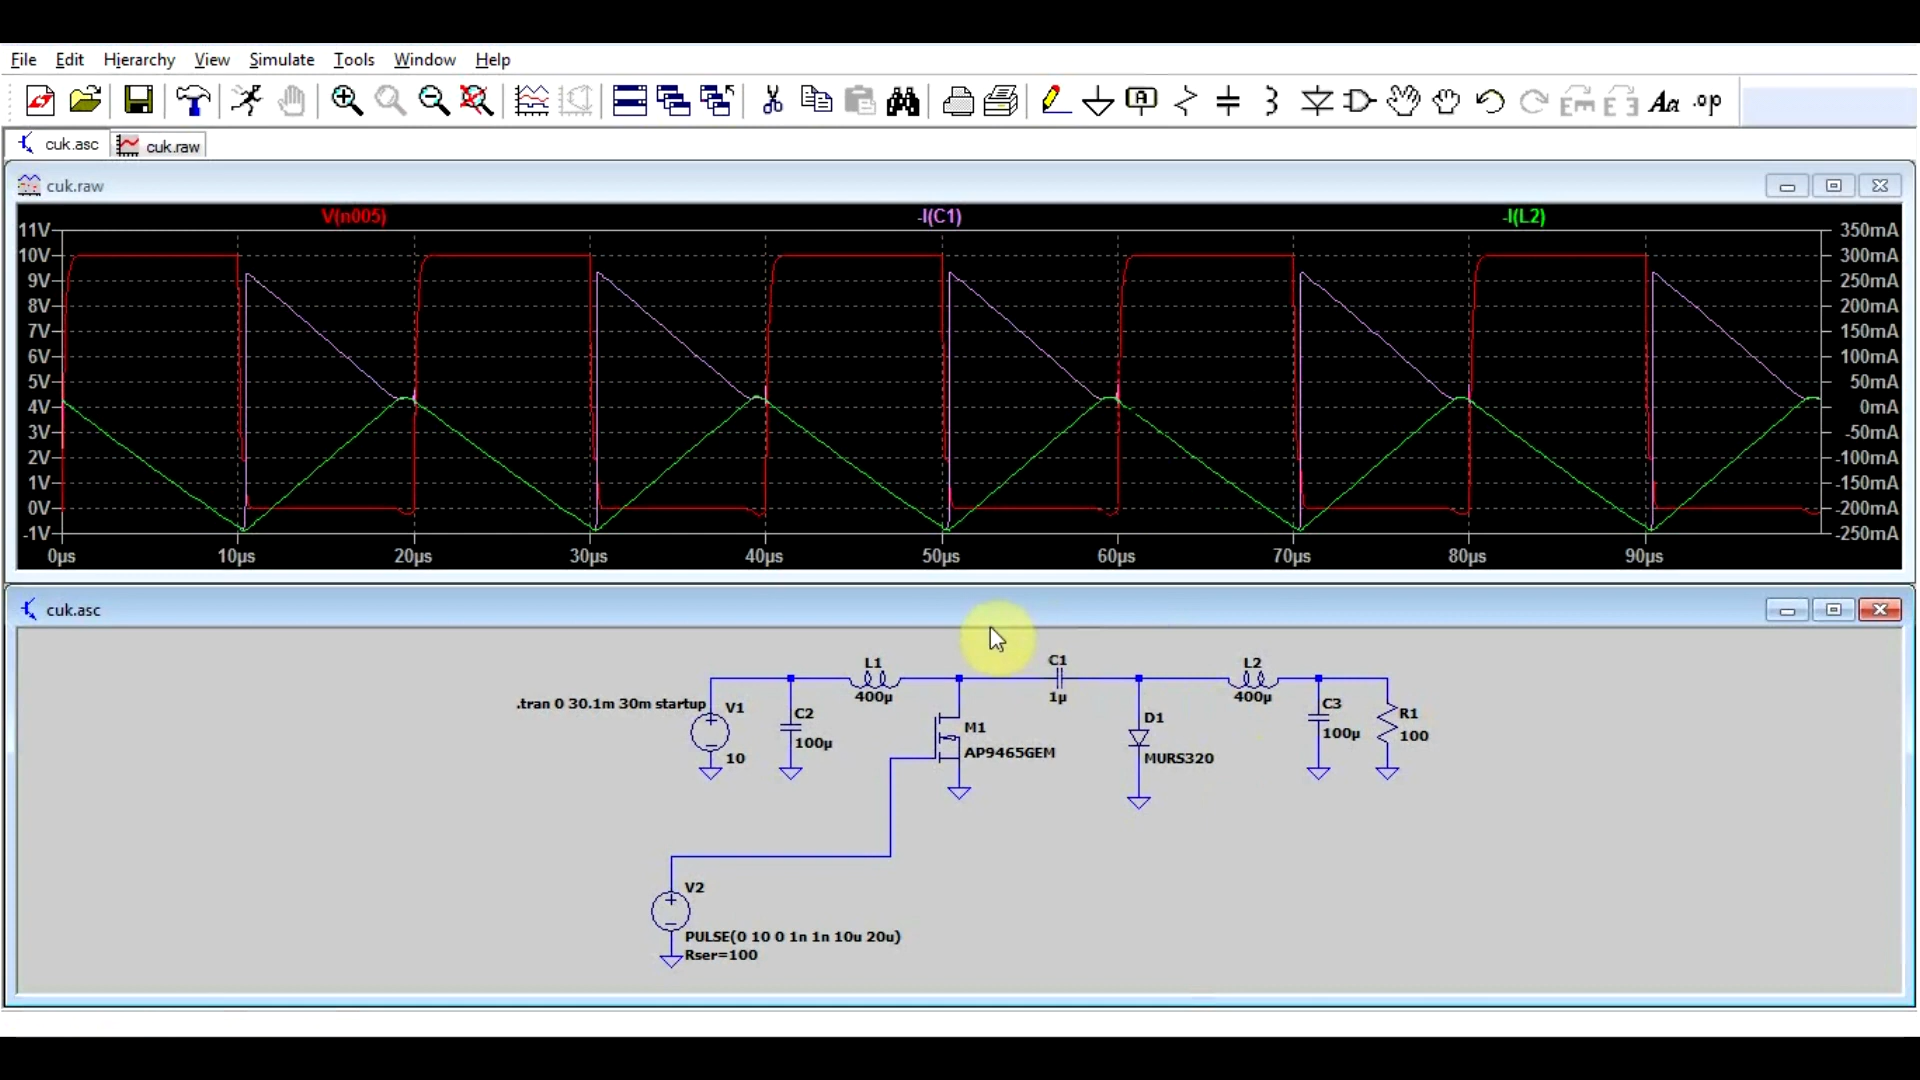 File Edit Hierarchy View Simulate Tools Window Help
A Aa .op
cuk.asc cuk.raw
cuk.raw
V(n005) -I(C1) -I(L2)
11V 350mA
10V 300mA
9V 250mA
8V 200mA
7V 150mA
6V 100mA
5V 50mA
4V 0mA
3V -50mA
2V -100mA
1V -150mA
0V -200mA
-1V -250mA
0µs 10µs 20µs 30µs 40µs 50µs 60µs 70µs 80µs 90µs
cuk.asc
L1 C1 L2
400µ 1µ 400µ
.tran 0 30.1m 30m startup V1 C2 M1 D1 C3 R1
10 100µ AP9465GEM MURS320 100µ 100
V2
PULSE(0 10 0 1n 1n 10u 20u)
Rser=100